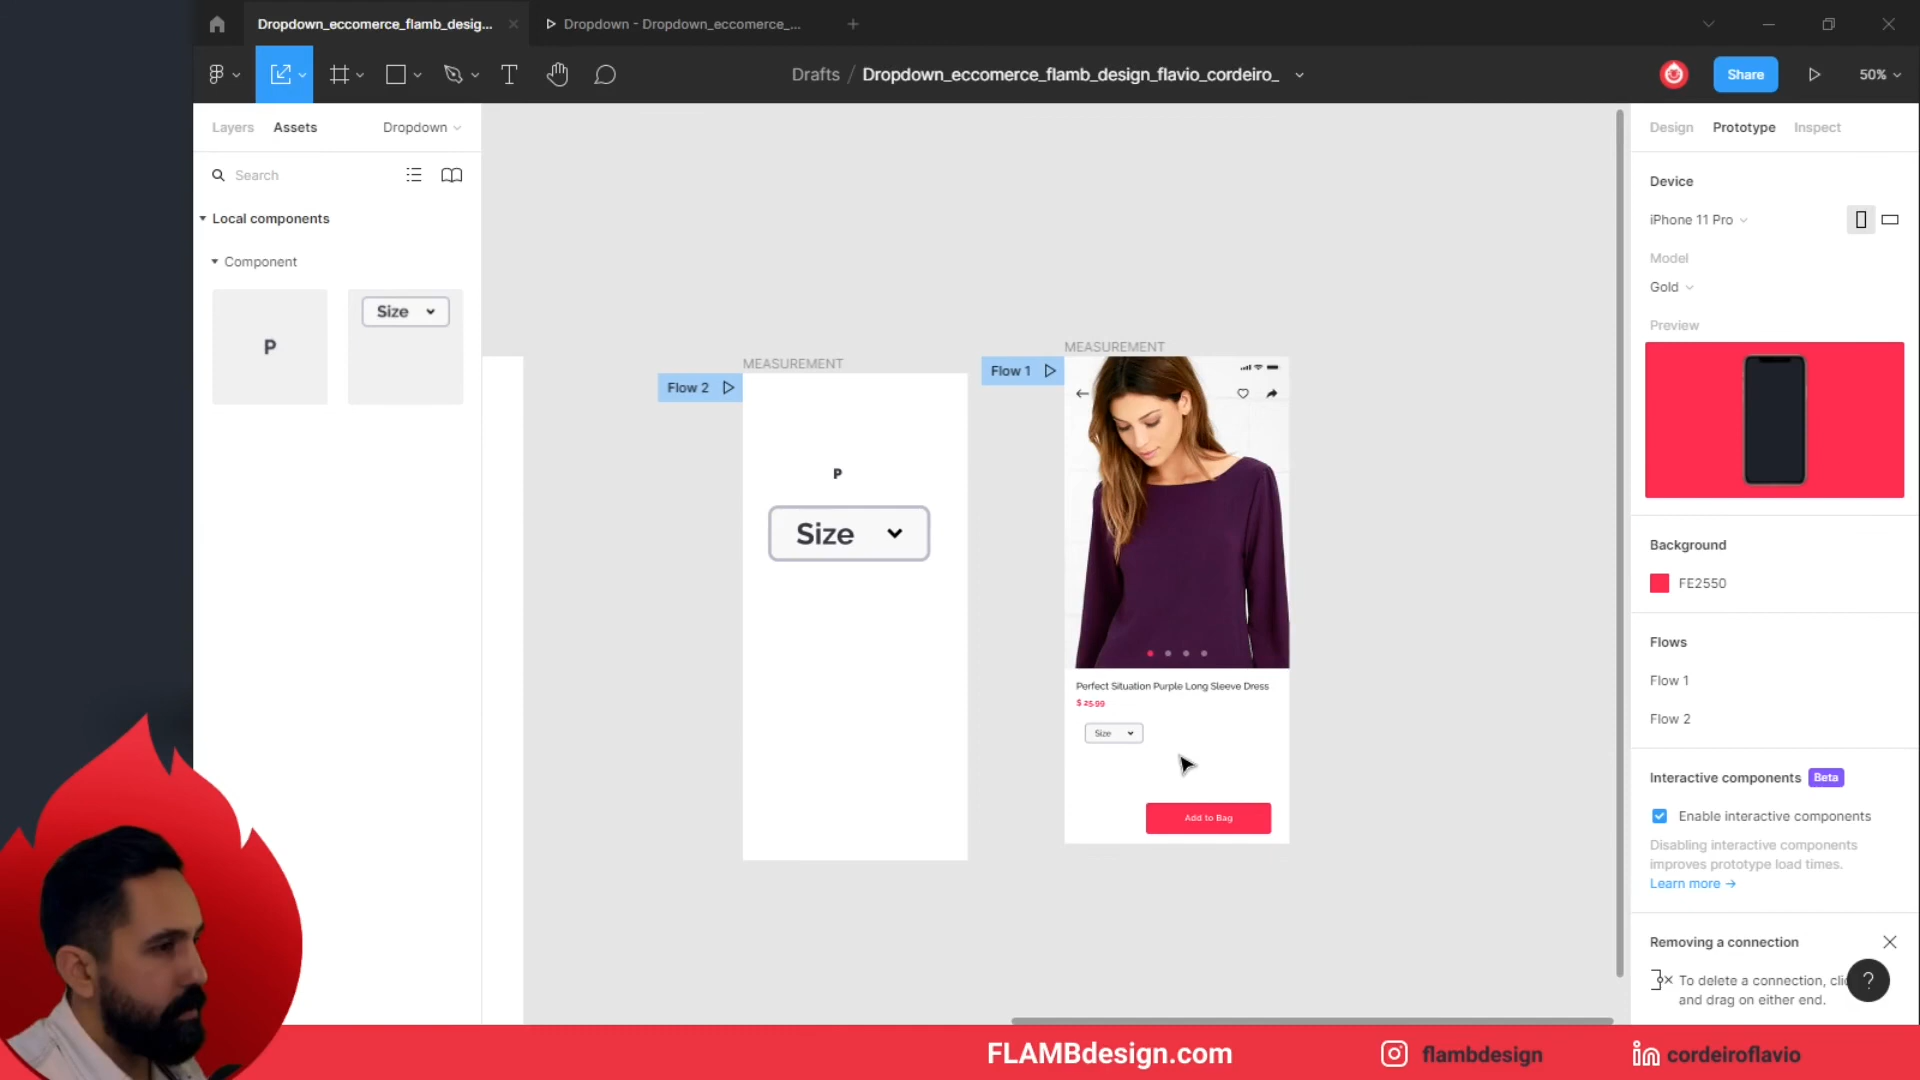 Dropdown_eccomerce_flamb_desig...
Dropdown - Dropdown_eccomerce_...
Drafts / Dropdown_eccomerce_flamb_design_flavio_cordeiro_
Share
50%
Layers
Assets
Dropdown
Search
Local components
Component
P
Size
MEASUREMENT
Flow 2
P
Size
MEASUREMENT
Flow 1
Perfect Situation Purple Long Sleeve Dress
$ 25.99
Size
Add to Bag
Design
Prototype
Inspect
Device
iPhone 11 Pro
Model
Gold
Preview
Background
FE2550
Flows
Flow 1
Flow 2
Interactive components
Beta
Enable interactive components
Disabling interactive components
improves prototype load times.
Learn more →
Removing a connection
To delete a connection, cli
and drag on either end.
?
FLAMBdesign.com
flambdesign
in cordeiroflavio